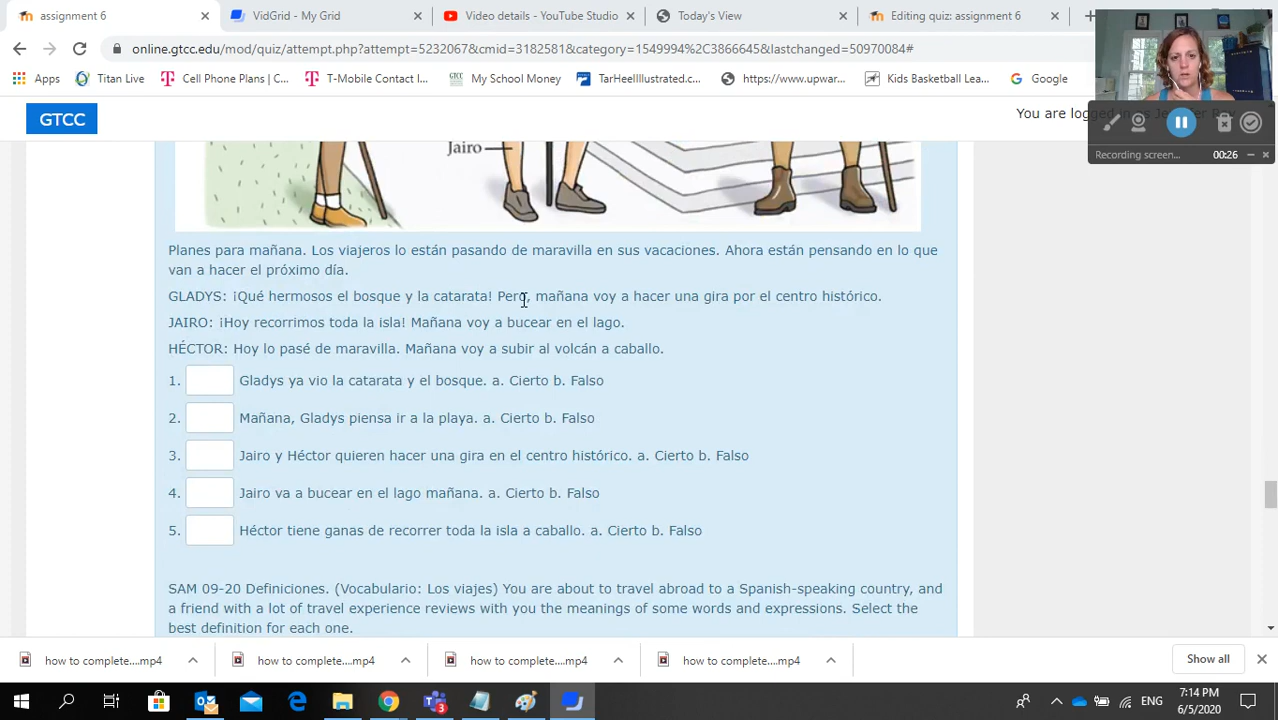 assignment 6
VidGrid - My Grid
Video details - YouTube Studio
Today's View
Editing quiz: assignment 6
online.gtcc.edu/mod/quiz/attempt.php?attempt=5232067&cmid=3182581&category=1549994%2C3866645&lastchanged=50970084#
Apps
Titan Live
Cell Phone Plans | C...
T-Mobile Contact I...
GTCC
My School Money
TarHeelIllustrated.c...
https://www.upwar...
Kids Basketball Lea...
Google
GTCC
You are logged in as
Recording screen...
00:26
Jairo
Planes para mañana. Los viajeros lo están pasando de maravilla en sus vacaciones. Ahora están pensando en lo que
van a hacer el próximo día.
GLADYS: ¡Qué hermosos el bosque y la catarata! Pero, mañana voy a hacer una gira por el centro histórico.
JAIRO: ¡Hoy recorrimos toda la isla! Mañana voy a bucear en el lago.
HÉCTOR: Hoy lo pasé de maravilla. Mañana voy a subir al volcán a caballo.
1. Gladys ya vio la catarata y el bosque. a. Cierto b. Falso
2. Mañana, Gladys piensa ir a la playa. a. Cierto b. Falso
3. Jairo y Héctor quieren hacer una gira en el centro histórico. a. Cierto b. Falso
4. Jairo va a bucear en el lago mañana. a. Cierto b. Falso
5. Héctor tiene ganas de recorrer toda la isla a caballo. a. Cierto b. Falso
SAM 09-20 Definiciones. (Vocabulario: Los viajes) You are about to travel abroad to a Spanish-speaking country, and
a friend with a lot of travel experience reviews with you the meanings of some words and expressions. Select the
best definition for each one.
how to complete....mp4
how to complete....mp4
how to complete....mp4
how to complete....mp4
Show all
3
ENG
7:14 PM
6/5/2020